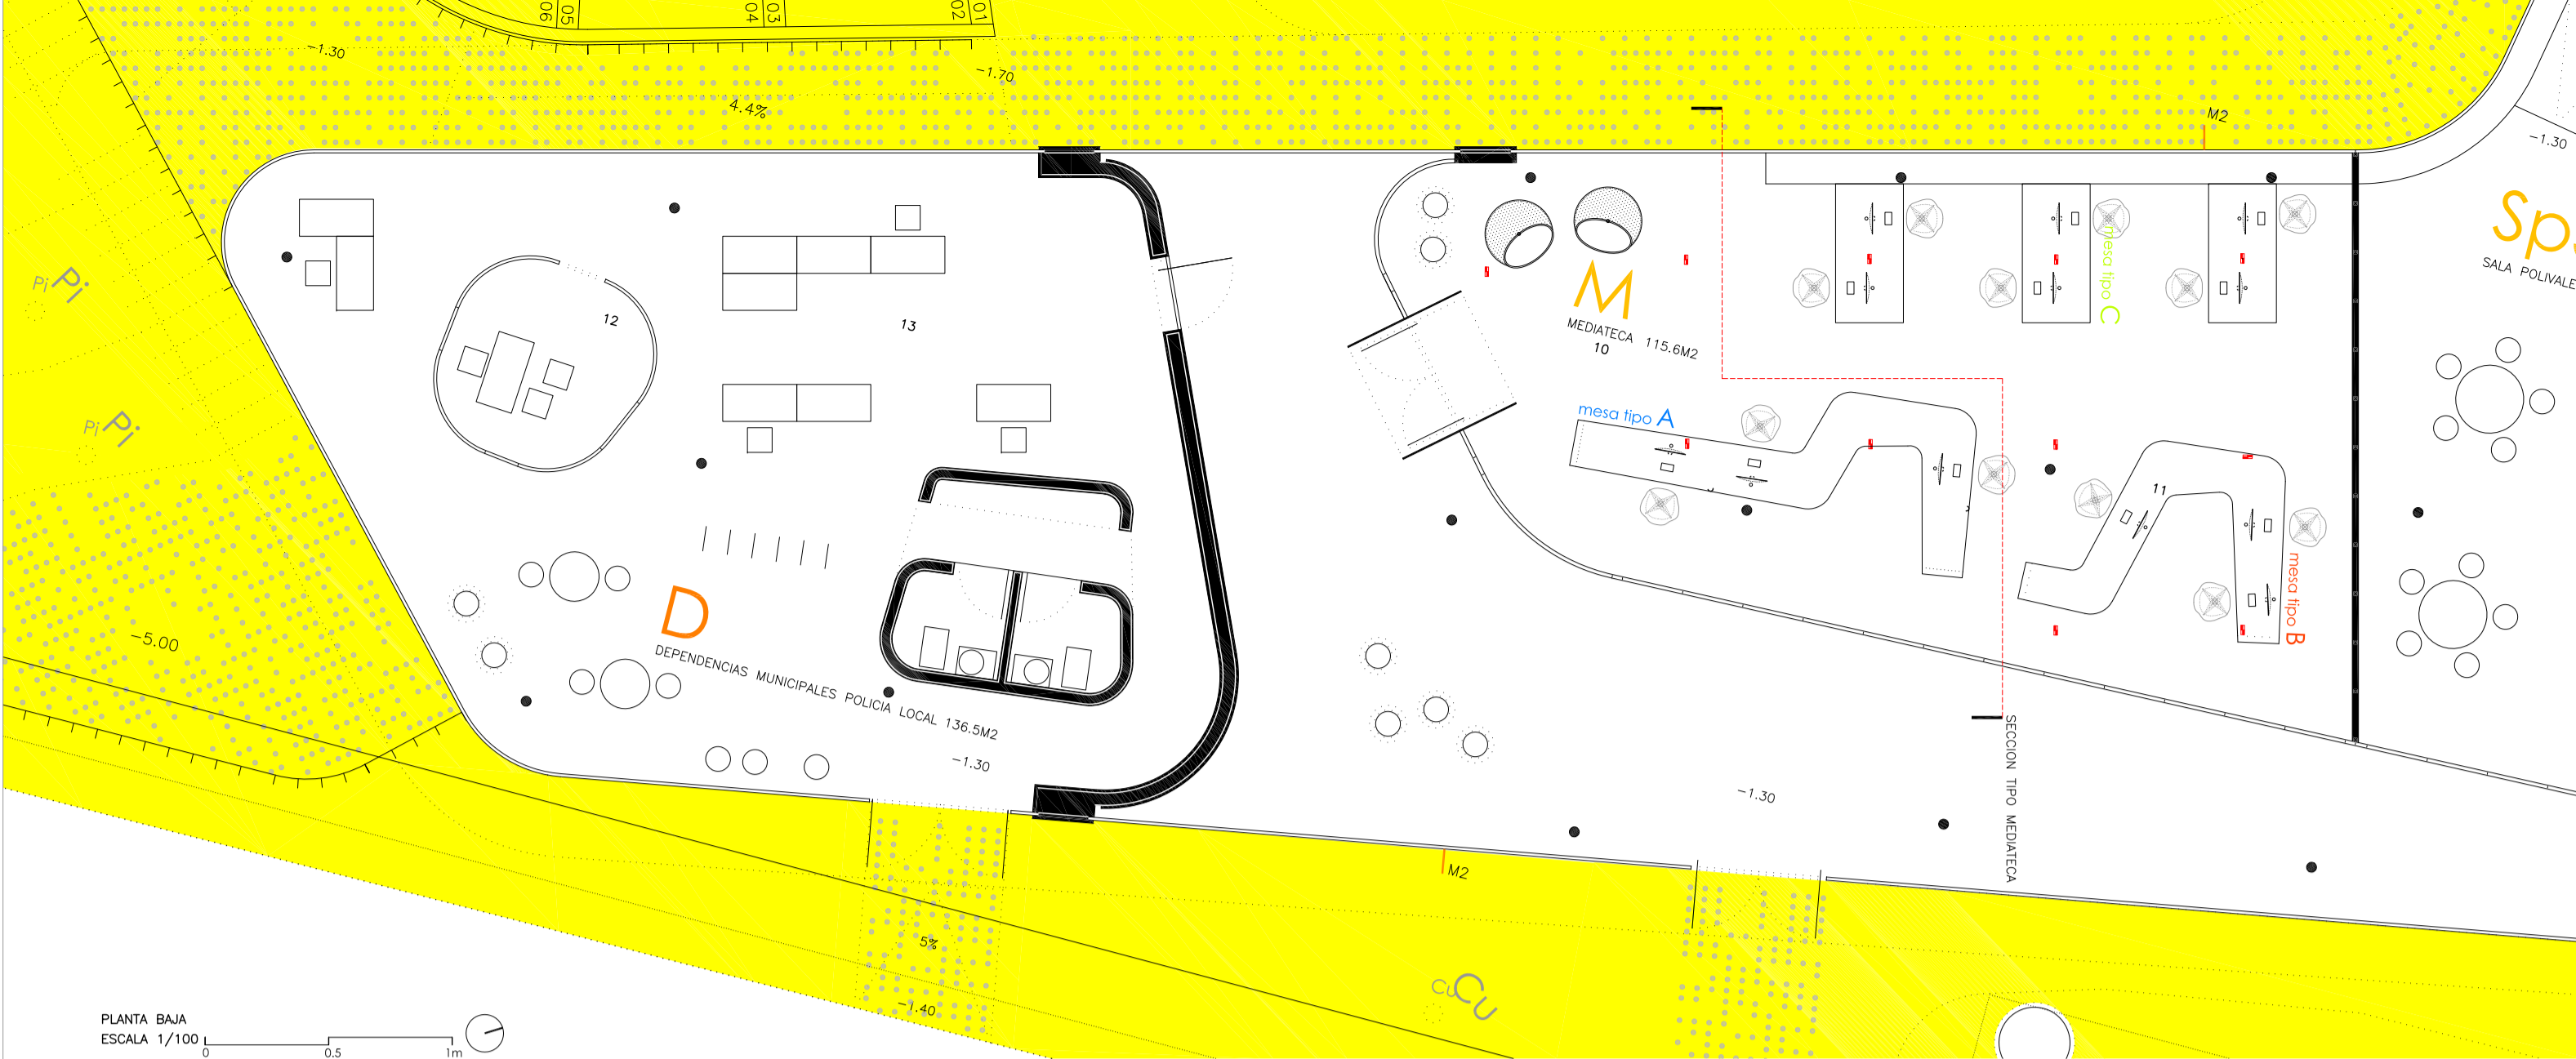 06
05
04
03
02
01
-1.30
-1.70
4.4%
M2
-1.30
Sp
SALA POLIVALE
Pi Pi
12
13
M
MEDIATECA 115.6M2
10
mesa tipo C
Pi Pi
mesa tipo A
11
mesa tipo B
-5.00
D
DEPENDENCIAS MUNICIPALES POLICIA LOCAL 136.5M2
-1.30
-1.30
SECCION TIPO MEDIATECA
M2
5%
Cu Cu
-1.40
PLANTA BAJA
ESCALA 1/100
0 0.5 1m